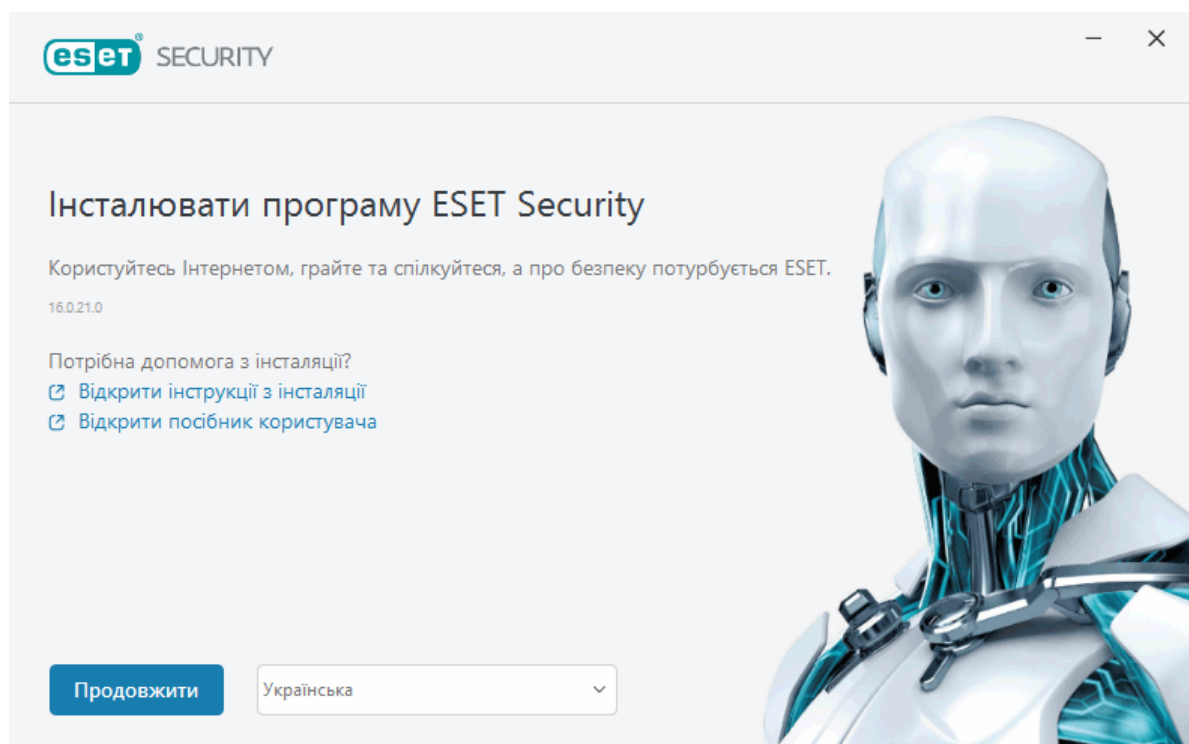 eset® SECURITY
Інсталювати програму ESET Security
Користуйтесь Інтернетом, грайте та спілкуйтеся, а про безпеку потурбується ESET.
16.0.21.0
Потрібна допомога з інсталяції?
Відкрити інструкції з інсталяції
Відкрити посібник користувача
Продовжити
Українська